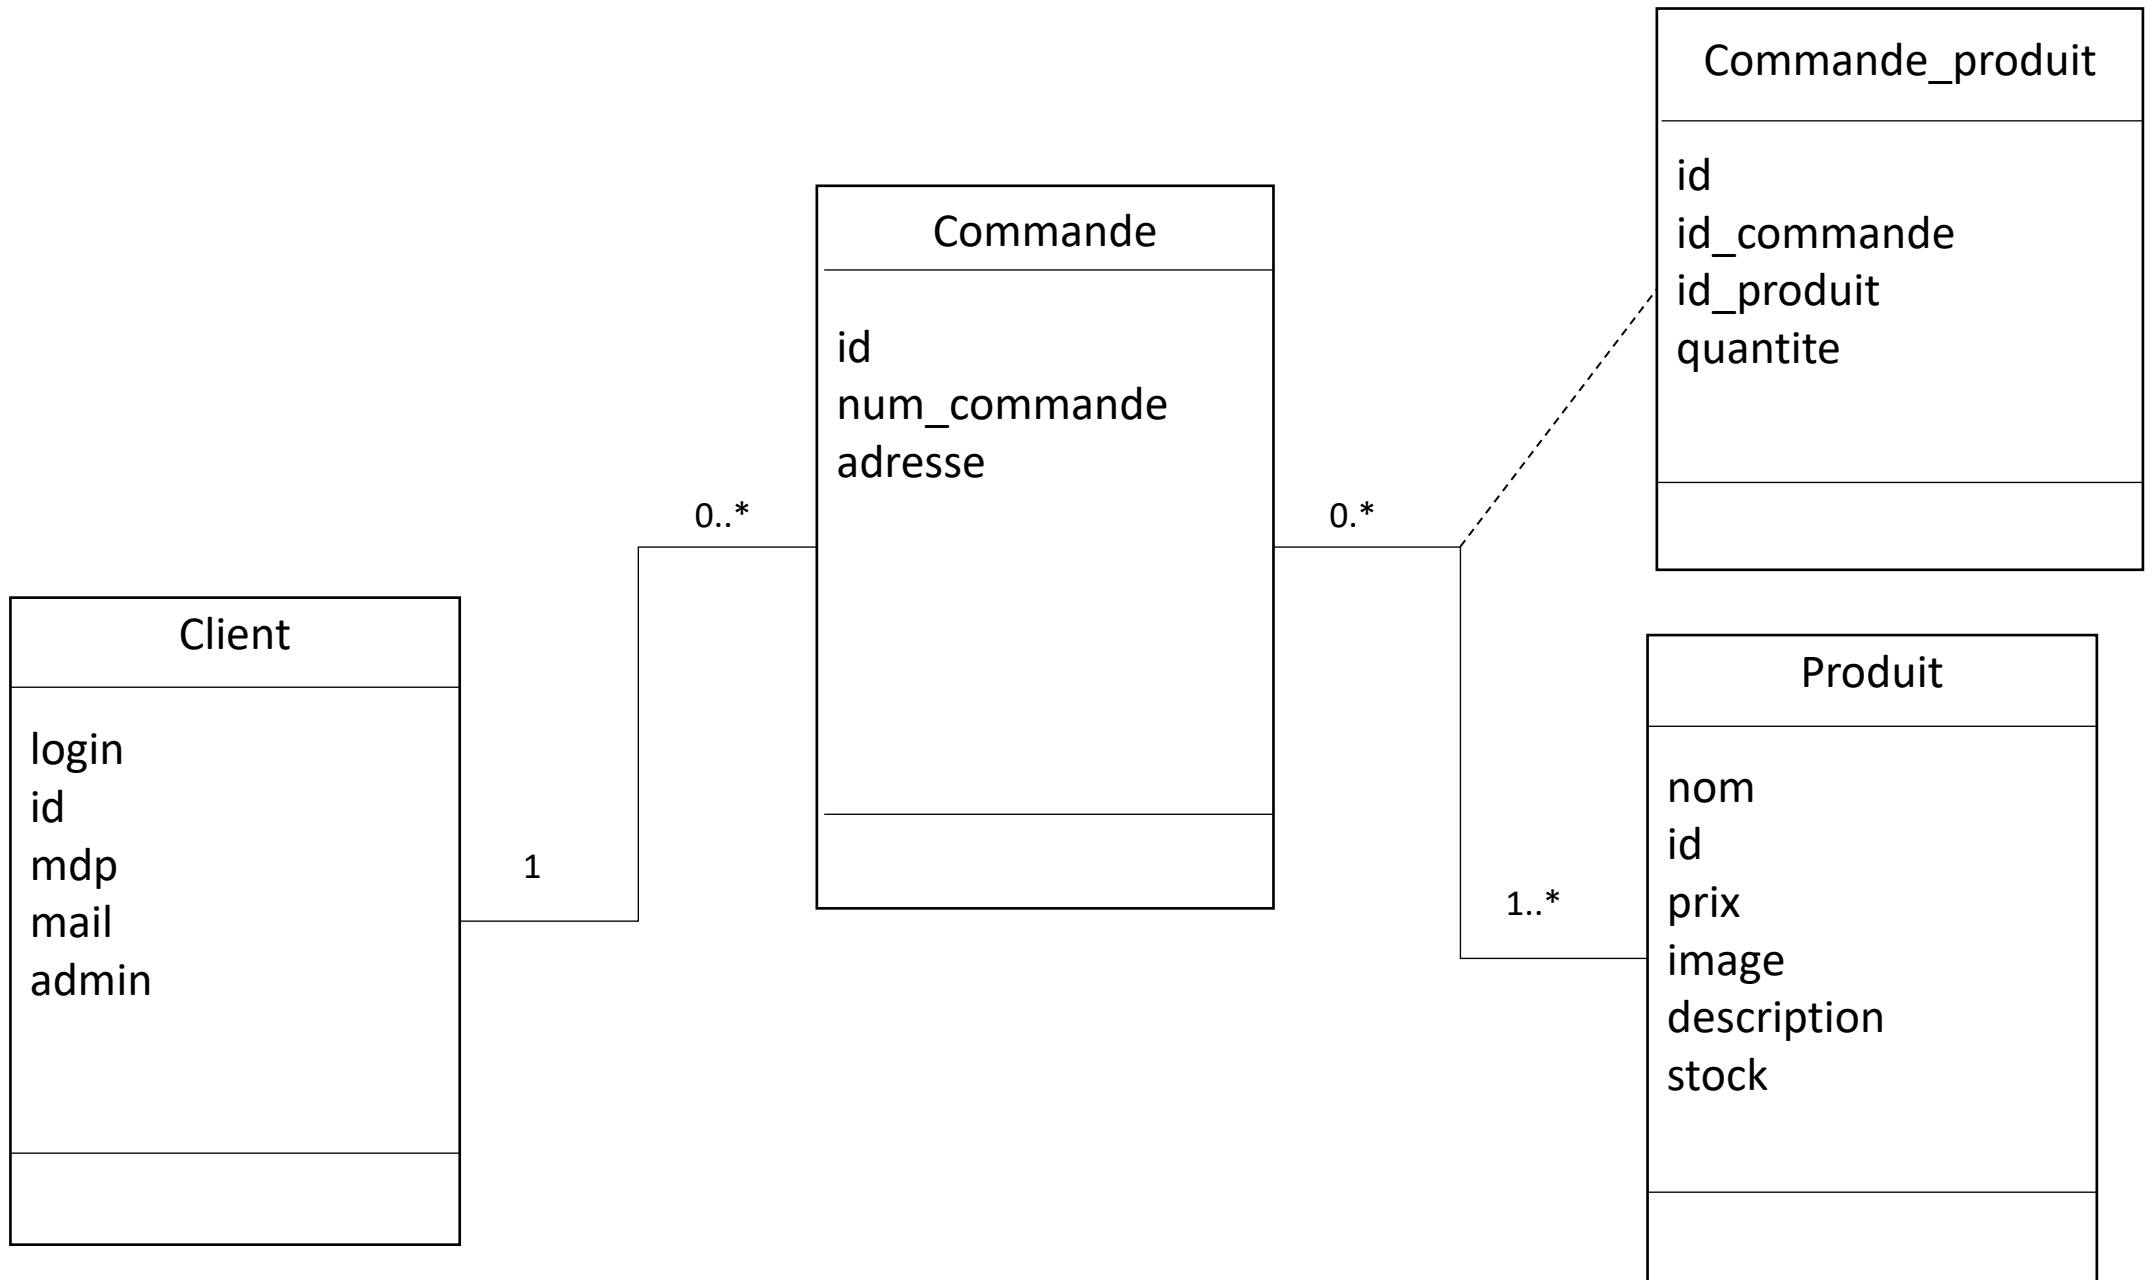 Commande_produit
id
id_commande
id_produit
quantite
Commande
id
num_commande
adresse
0..*
0.*
Client
login
id
mdp
mail
admin
1
Produit
nom
id
prix
image
description
stock
1..*